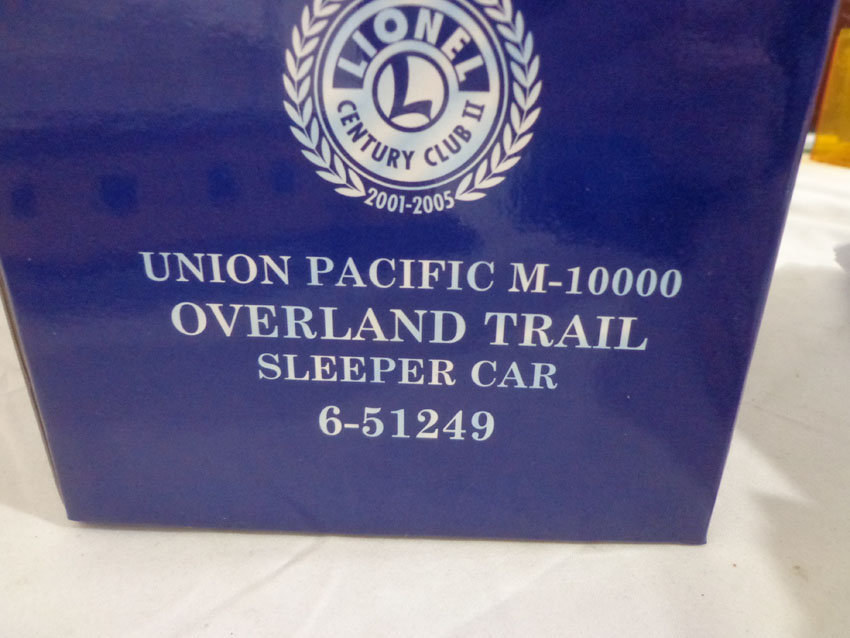 LIONEL
L
CENTURY CLUB II
2001-2005
UNION PACIFIC M-10000
OVERLAND TRAIL
SLEEPER CAR
6-51249